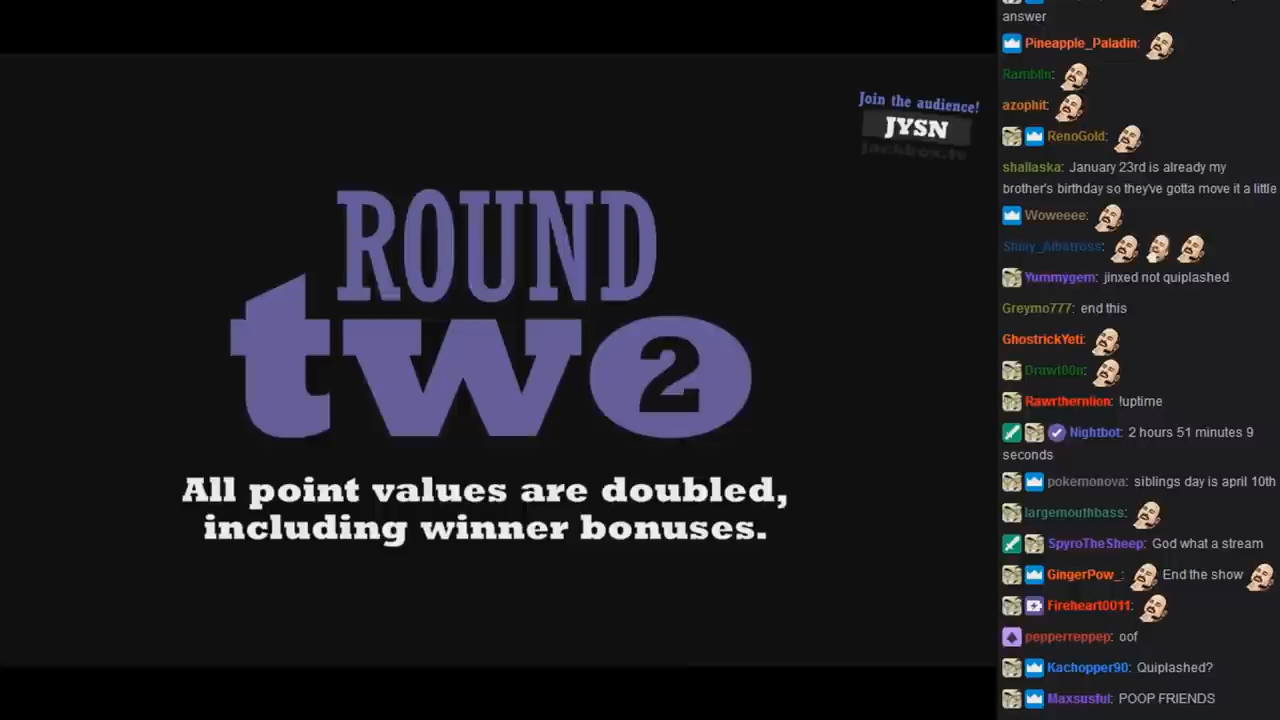 Join the audience!
JYSN
jackbox.tv
ROUND
two
2
All point values are doubled,
including winner bonuses.
answer
Pineapple_Paladin:
Ramblin:
azophit:
RenoGold:
shallaska: January 23rd is already my
brother's birthday so they've gotta move it a little
Woweeee:
Shiny_Albatross:
Yummygem: jinxed not quiplashed
Greymo777: end this
GhostrickYeti:
Drawt00n:
Rawrthernlion: !uptime
Nightbot: 2 hours 51 minutes 9
seconds
pokemonova: siblings day is april 10th
largemouthbass:
SpyroTheSheep: God what a stream
GingerPow_: End the show
Fireheart0011:
pepperreppep: oof
Kachopper90: Quiplashed?
Maxsusful: POOP FRIENDS